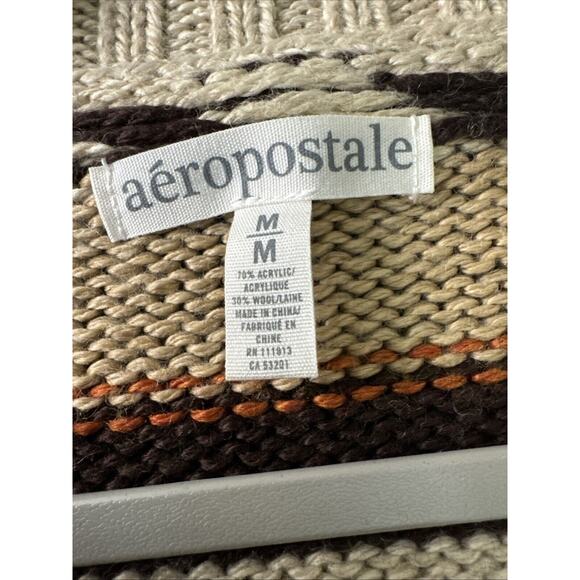 aéropostale
M
M
70% ACRYLIC/
ACRYLIQUE
30% WOOL/LAINE
MADE IN CHINA/
FABRIQUÉ EN
CHINE
RN 111913
CA 53201